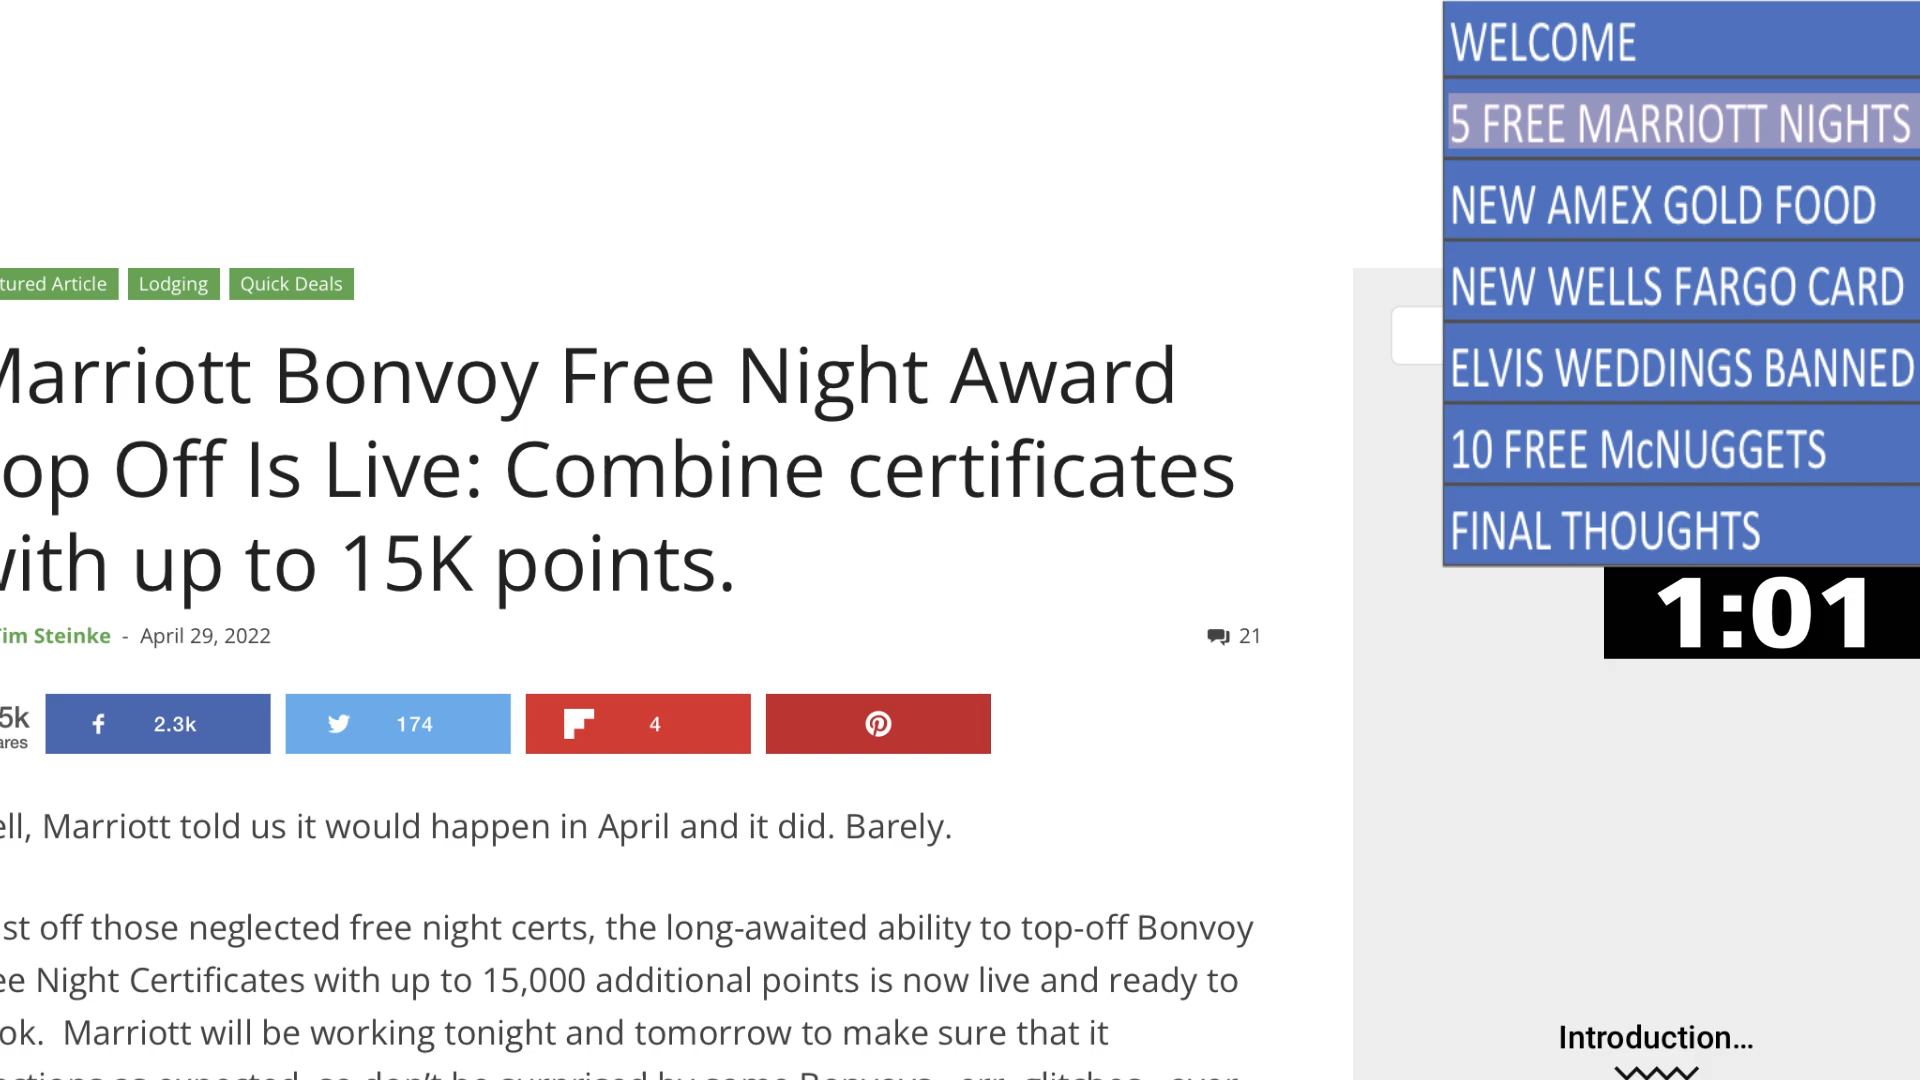 WELCOME
5 FREE MARRIOTT NIGHTS
NEW AMEX GOLD FOOD
NEW WELLS FARGO CARD
ELVIS WEDDINGS BANNED
10 FREE McNUGGETS
FINAL THOUGHTS
1:01
tured Article Lodging Quick Deals
Marriott Bonvoy Free Night Award
op Off Is Live: Combine certificates
with up to 15K points.
Tim Steinke - April 29, 2022 21
5k
ares
2.3k 174 4
ell, Marriott told us it would happen in April and it did. Barely.
st off those neglected free night certs, the long-awaited ability to top-off Bonvoy
ee Night Certificates with up to 15,000 additional points is now live and ready to
ok. Marriott will be working tonight and tomorrow to make sure that it
Introduction...